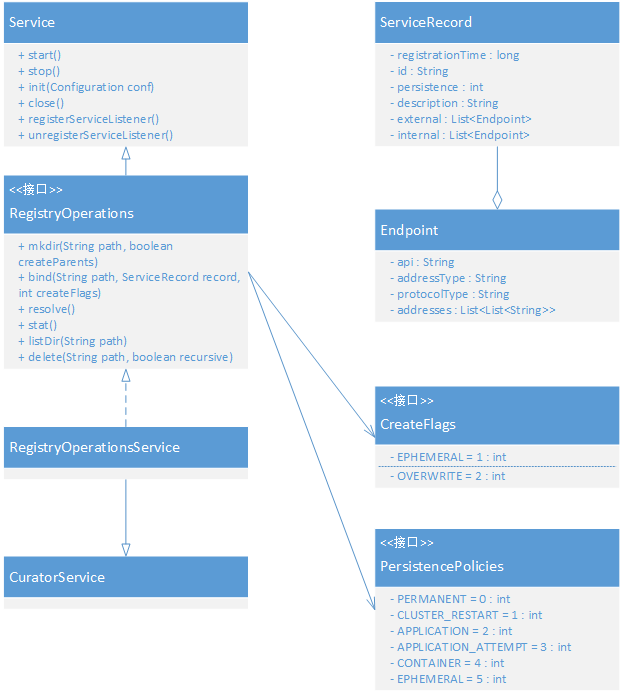 Service
+ start()
+ stop()
+ init(Configuration conf)
+ close()
+ registerServiceListener()
+ unregisterServiceListener()
<<接口>>
RegistryOperations
+ mkdir(String path, boolean
createParents)
+ bind(String path, ServiceRecord record,
int createFlags)
+ resolve()
+ stat()
+ listDir(String path)
+ delete(String path, boolean recursive)
RegistryOperationsService
CuratorService
ServiceRecord
- registrationTime : long
- id : String
- persistence : int
- description : String
- external : List<Endpoint>
- internal : List<Endpoint>
Endpoint
- api : String
- addressType : String
- protocolType : String
- addresses : List<List<String>>
<<接口>>
CreateFlags
- EPHEMERAL = 1 : int
- OVERWRITE = 2 : int
<<接口>>
PersistencePolicies
- PERMANENT = 0 : int
- CLUSTER_RESTART = 1 : int
- APPLICATION = 2 : int
- APPLICATION_ATTEMPT = 3 : int
- CONTAINER = 4 : int
- EPHEMERAL = 5 : int